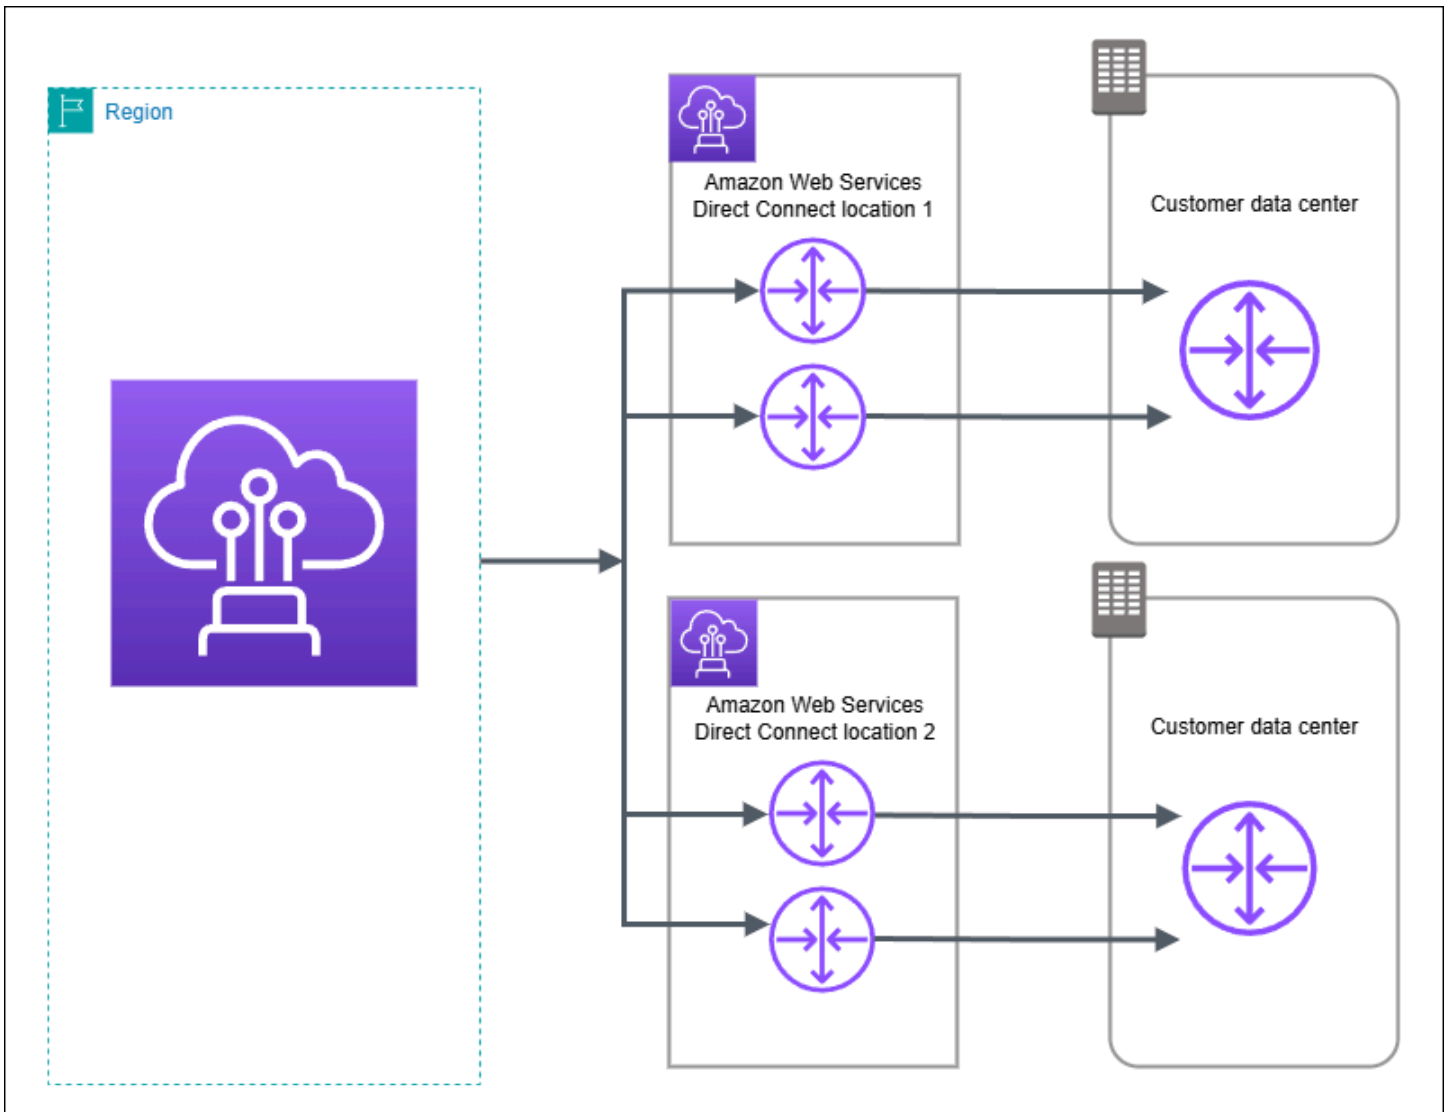 Region
Amazon Web Services
Direct Connect location 1
Customer data center
Amazon Web Services
Direct Connect location 2
Customer data center